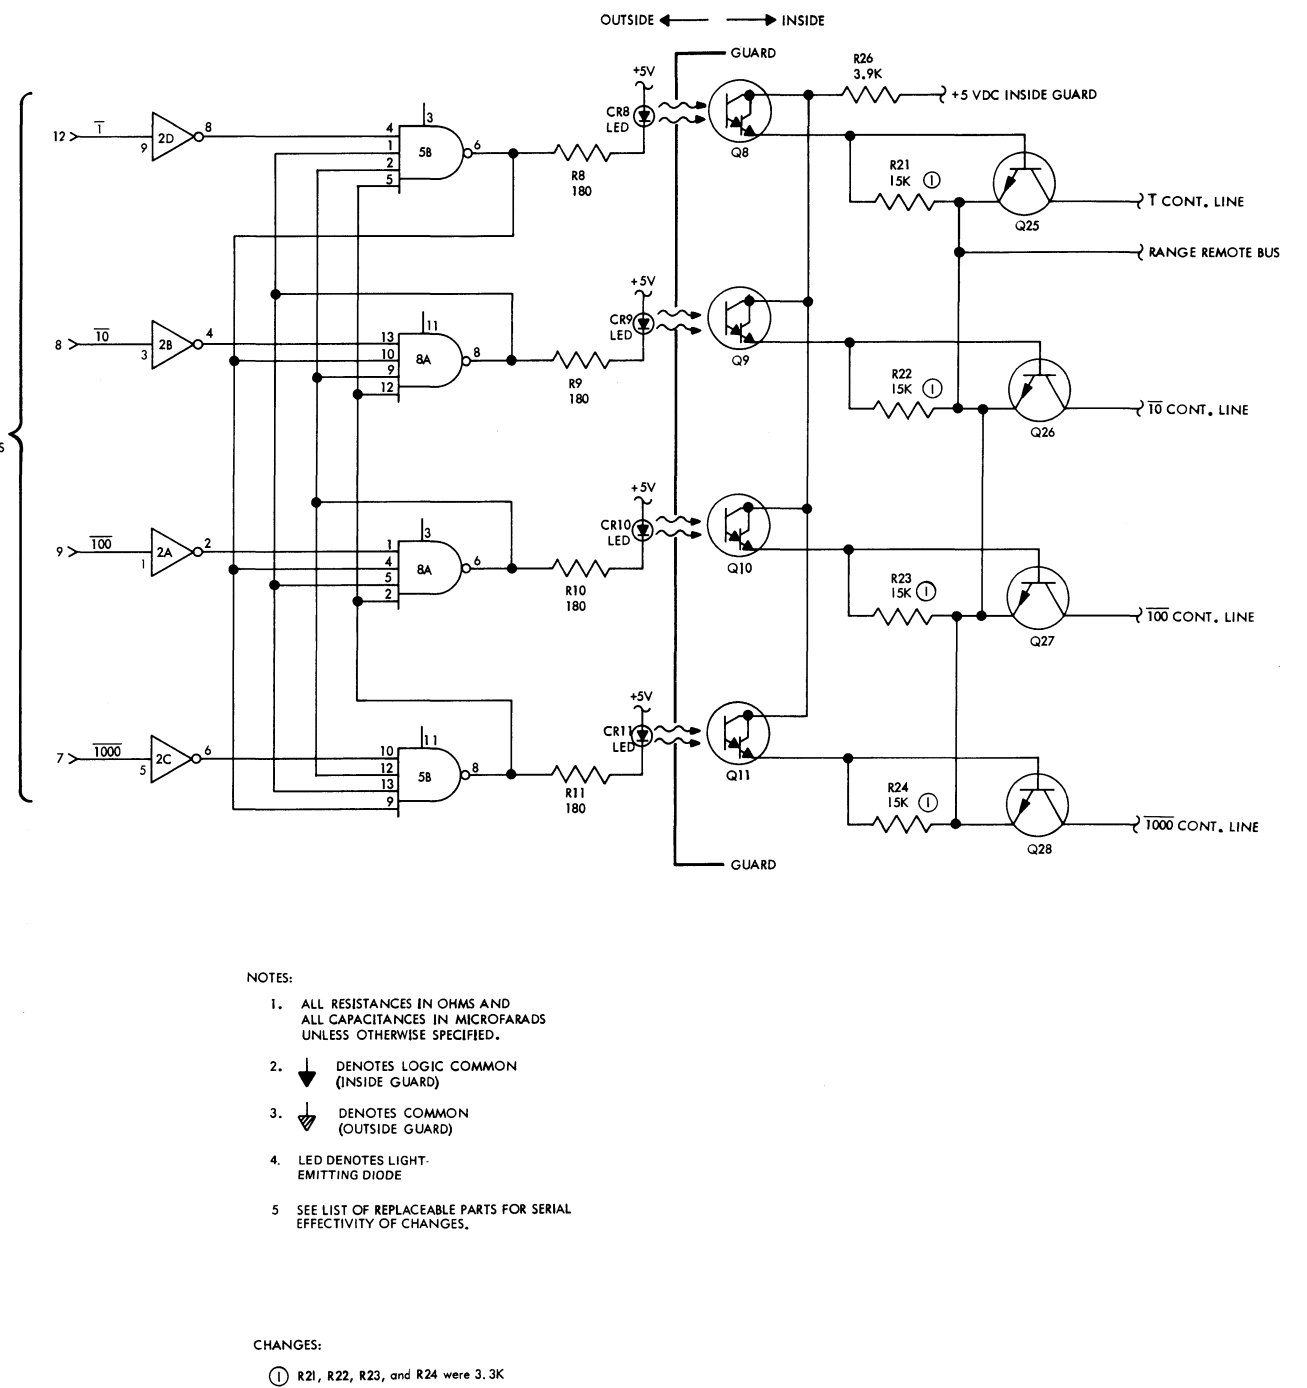 OUTSIDE INSIDE
GUARD
R26
3.9K
+5 VDC INSIDE GUARD
+5V
CR8
LED
Q8
12 1 9 2D 8
4
1
2
5
3
5B
6
R8
180
R21
15K 1
Q25
1 CONT. LINE
RANGE REMOTE BUS
+5V
CR9
LED
Q9
8 10 3 2B 4
13
10
9
12
11
8A
8
R9
180
R22
15K 1
Q26
10 CONT. LINE
S
+5V
CR10
LED
Q10
9 100 1 2A 2
1
4
5
2
3
8A
6
R10
180
R23
15K 1
Q27
100 CONT. LINE
+5V
CR11
LED
Q11
7 1000 5 2C 6
10
12
13
9
11
5B
8
R11
180
R24
15K 1
Q28
1000 CONT. LINE
GUARD
NOTES:
1. ALL RESISTANCES IN OHMS AND
ALL CAPACITANCES IN MICROFARADS
UNLESS OTHERWISE SPECIFIED.
2. DENOTES LOGIC COMMON
(INSIDE GUARD)
3. DENOTES COMMON
(OUTSIDE GUARD)
4. LED DENOTES LIGHT-
EMITTING DIODE
5 SEE LIST OF REPLACEABLE PARTS FOR SERIAL
EFFECTIVITY OF CHANGES.
CHANGES:
1 R21, R22, R23, and R24 were 3.3K